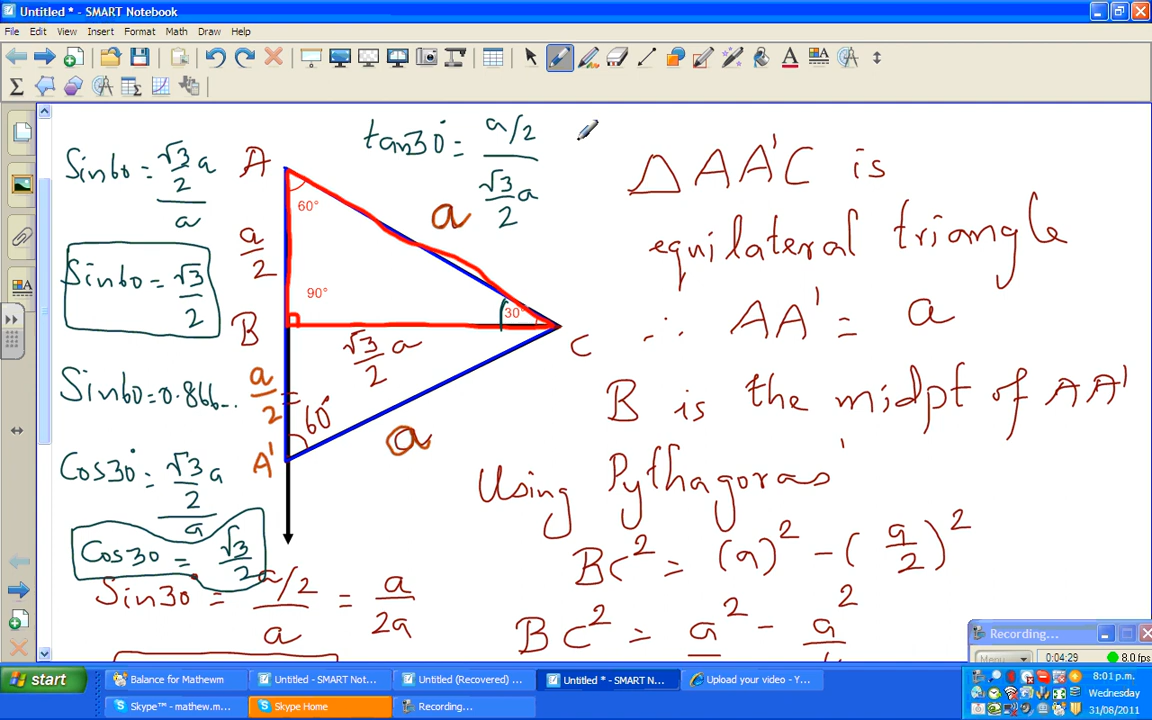 Untitled * - SMART Notebook
File Edit View Insert Format Math Draw Help
tan30° = a/2
√3/2 a
Sin60 = √3/2 a
a
Sin60 = √3/2
Sin60 = 0.866...
Cos30° = √3/2 a
a
Cos30 = √3/2
Sin30 = a/2 = a
a 2a
A
60°
a
a/2
90°
30°
B
C
√3/2 a
a/2 =
60°
A'
a
△AA'C is
equilateral triangle
∴ AA' = a
B is the midpt of AA'
Using Pythagoras'
BC² = (a)² - (a/2)²
BC² = a² - a²
Recording...
Menu
0:04:29
8.0 fps
start
Balance for Mathewm
Untitled - SMART Not...
Untitled (Recovered) ...
Untitled * - SMART N...
Upload your video - Y...
Skype™ - mathew.m...
Skype Home
Recording...
8:01 p.m.
Wednesday
31/08/2011